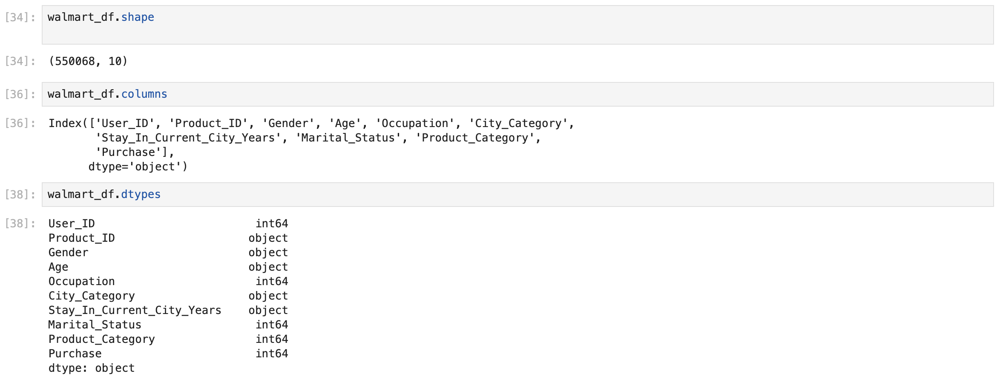 [34]: walmart_df.shape
[34]: (550068, 10)
[36]: walmart_df.columns
[36]: Index(['User_ID', 'Product_ID', 'Gender', 'Age', 'Occupation', 'City_Category',
       'Stay_In_Current_City_Years', 'Marital_Status', 'Product_Category',
       'Purchase'],
      dtype='object')
[38]: walmart_df.dtypes
[38]: User_ID                        int64
Product_ID                    object
Gender                        object
Age                           object
Occupation                     int64
City_Category                 object
Stay_In_Current_City_Years    object
Marital_Status                 int64
Product_Category               int64
Purchase                       int64
dtype: object